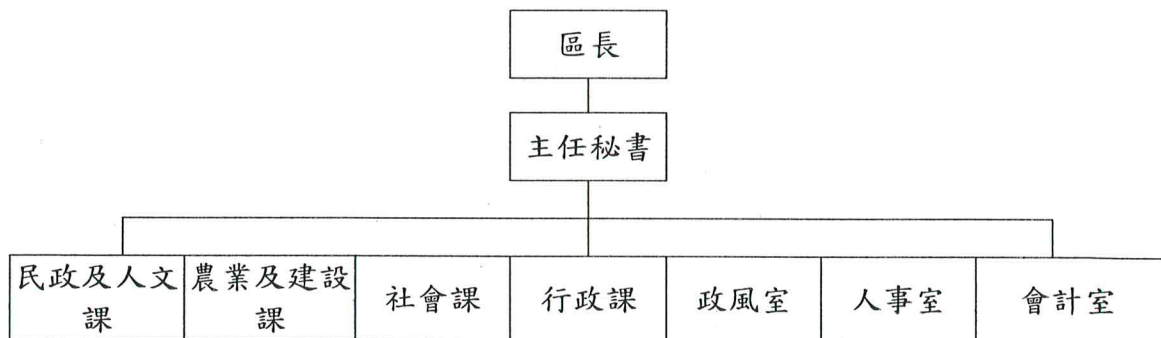 區長
主任秘書
民政及人文
課
農業及建設
課
社會課
行政課
政風室
人事室
會計室